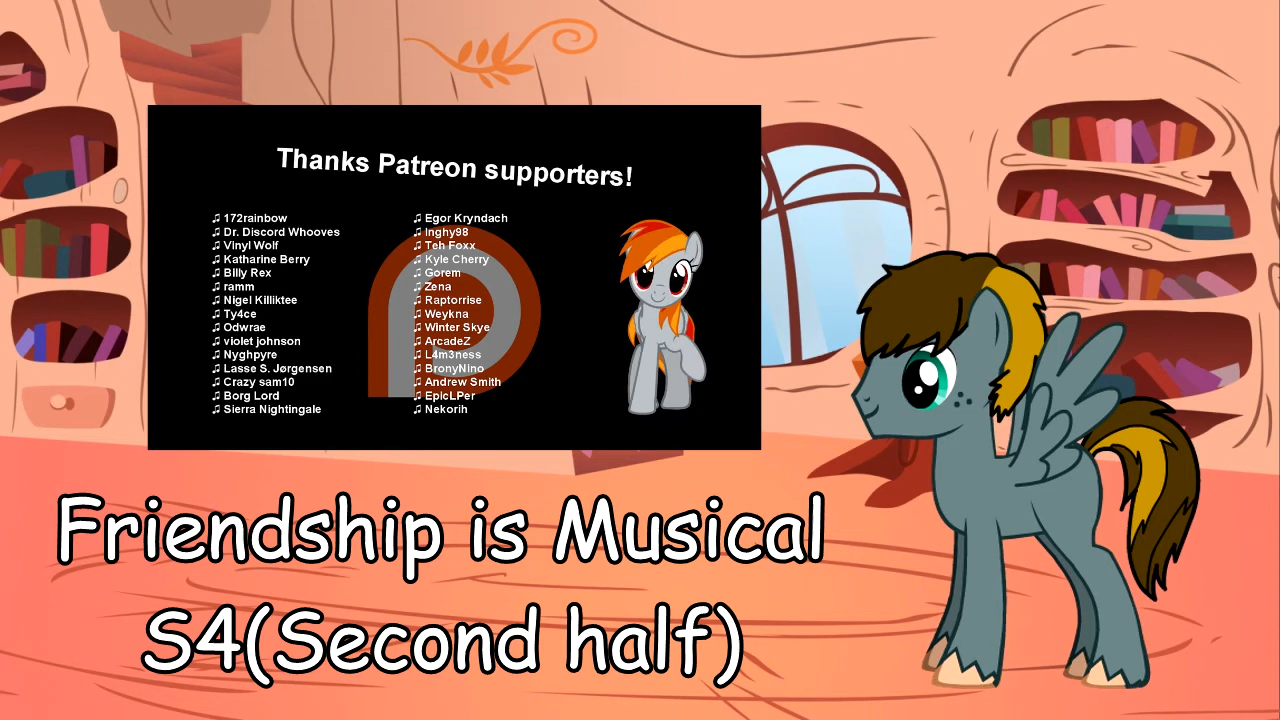 Thanks Patreon supporters!
♫ 172rainbow
♫ Dr. Discord Whooves
♫ Vinyl Wolf
♫ Katharine Berry
♫ Billy Rex
♫ ramm
♫ Nigel Killiktee
♫ Ty4ce
♫ Odwrae
♫ violet johnson
♫ Nyghpyre
♫ Lasse S. Jørgensen
♫ Crazy sam10
♫ Borg Lord
♫ Sierra Nightingale
♫ Egor Kryndach
♫ Inghy98
♫ Teh Foxx
♫ Kyle Cherry
♫ Gorem
♫ Zena
♫ Raptorrise
♫ Weykna
♫ Winter Skye
♫ ArcadeZ
♫ L4m3ness
♫ BronyNino
♫ Andrew Smith
♫ EpicLPer
♫ Nekorih
Friendship is Musical
S4(Second half)